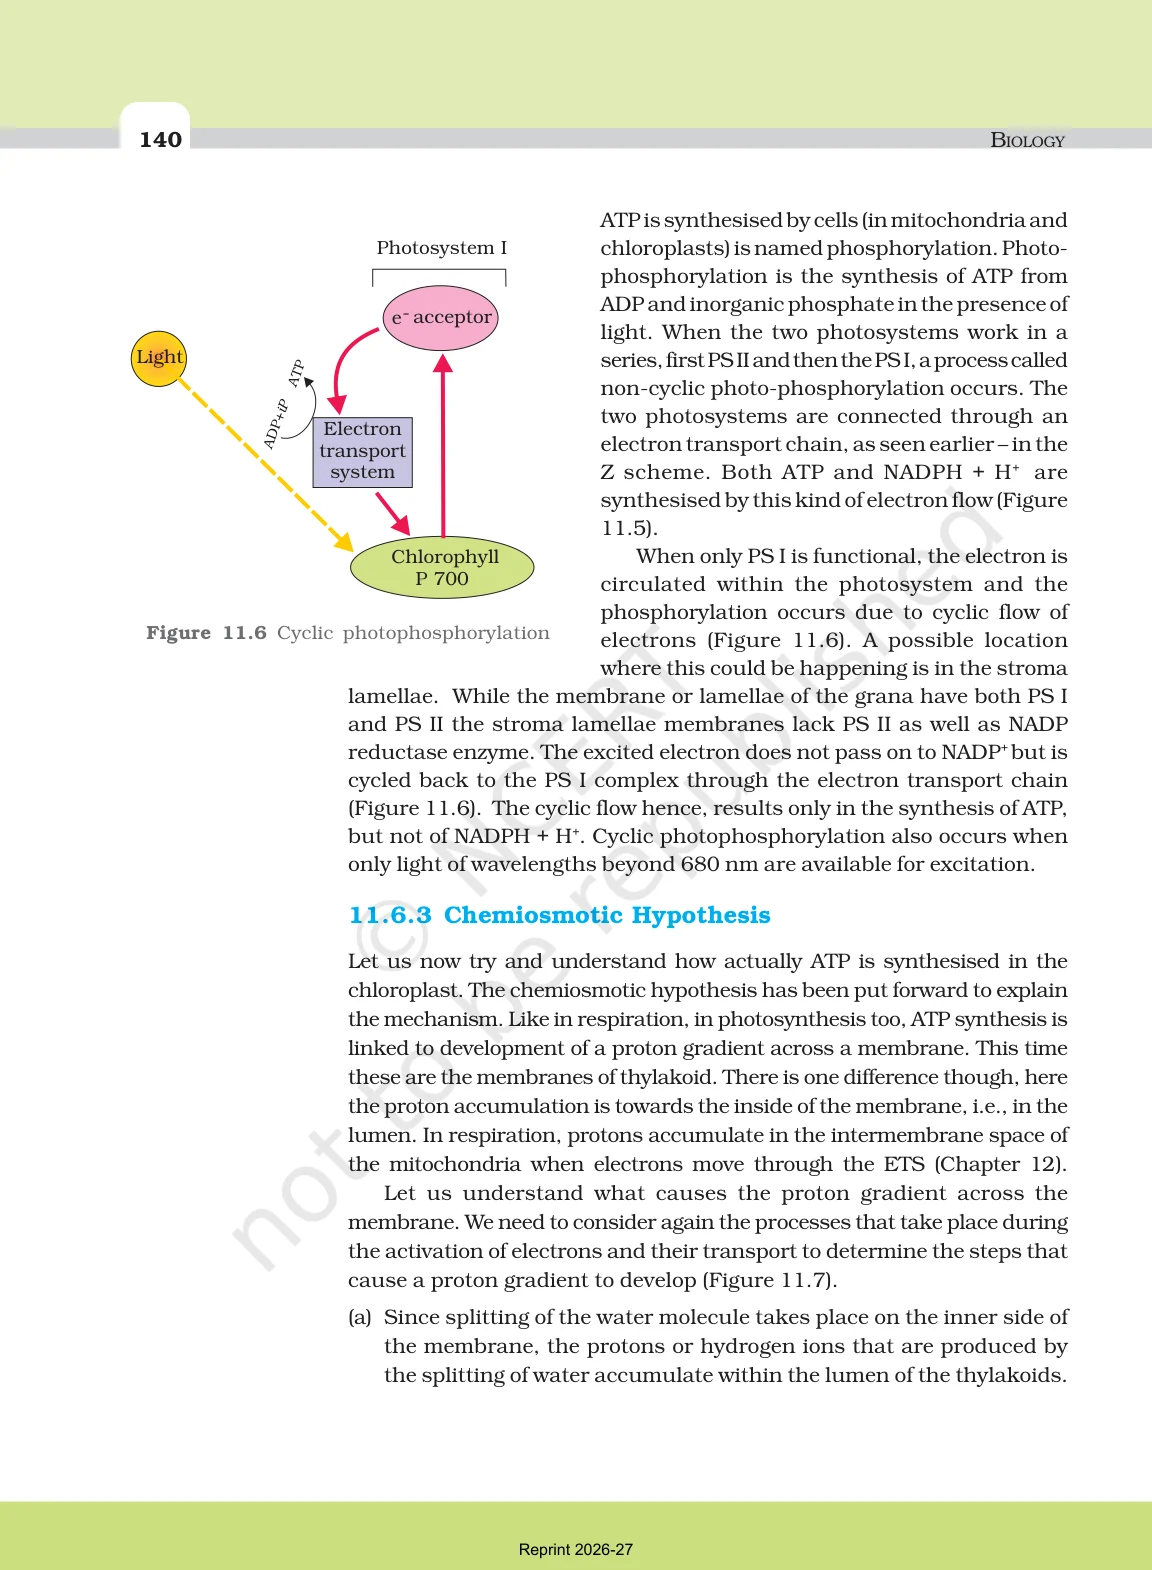 140
BIOLOGY
Photosystem I
e- acceptor
Light
ATP
ADP+iP
Electron
transport
system
Chlorophyll
P 700
Figure 11.6 Cyclic photophosphorylation
ATP is synthesised by cells (in mitochondria and
chloroplasts) is named phosphorylation. Photo-
phosphorylation is the synthesis of ATP from
ADP and inorganic phosphate in the presence of
light. When the two photosystems work in a
series, first PS II and then the PS I, a process called
non-cyclic photo-phosphorylation occurs. The
two photosystems are connected through an
electron transport chain, as seen earlier – in the
Z scheme. Both ATP and NADPH + H⁺ are
synthesised by this kind of electron flow (Figure
11.5).
When only PS I is functional, the electron is
circulated within the photosystem and the
phosphorylation occurs due to cyclic flow of
electrons (Figure 11.6). A possible location
where this could be happening is in the stroma
lamellae. While the membrane or lamellae of the grana have both PS I
and PS II the stroma lamellae membranes lack PS II as well as NADP
reductase enzyme. The excited electron does not pass on to NADP⁺ but is
cycled back to the PS I complex through the electron transport chain
(Figure 11.6). The cyclic flow hence, results only in the synthesis of ATP,
but not of NADPH + H⁺. Cyclic photophosphorylation also occurs when
only light of wavelengths beyond 680 nm are available for excitation.
11.6.3 Chemiosmotic Hypothesis
Let us now try and understand how actually ATP is synthesised in the
chloroplast. The chemiosmotic hypothesis has been put forward to explain
the mechanism. Like in respiration, in photosynthesis too, ATP synthesis is
linked to development of a proton gradient across a membrane. This time
these are the membranes of thylakoid. There is one difference though, here
the proton accumulation is towards the inside of the membrane, i.e., in the
lumen. In respiration, protons accumulate in the intermembrane space of
the mitochondria when electrons move through the ETS (Chapter 12).
Let us understand what causes the proton gradient across the
membrane. We need to consider again the processes that take place during
the activation of electrons and their transport to determine the steps that
cause a proton gradient to develop (Figure 11.7).
(a) Since splitting of the water molecule takes place on the inner side of
the membrane, the protons or hydrogen ions that are produced by
the splitting of water accumulate within the lumen of the thylakoids.
© NCERT
not to be republished
Reprint 2026-27